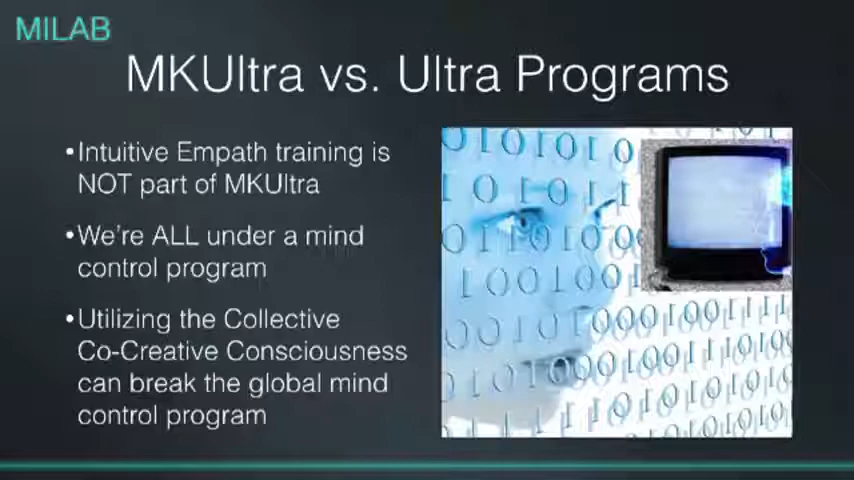 MILAB
MKUltra vs. Ultra Programs
•Intuitive Empath training is
NOT part of MKUltra
•We're ALL under a mind
control program
•Utilizing the Collective
Co-Creative Consciousness
can break the global mind
control program